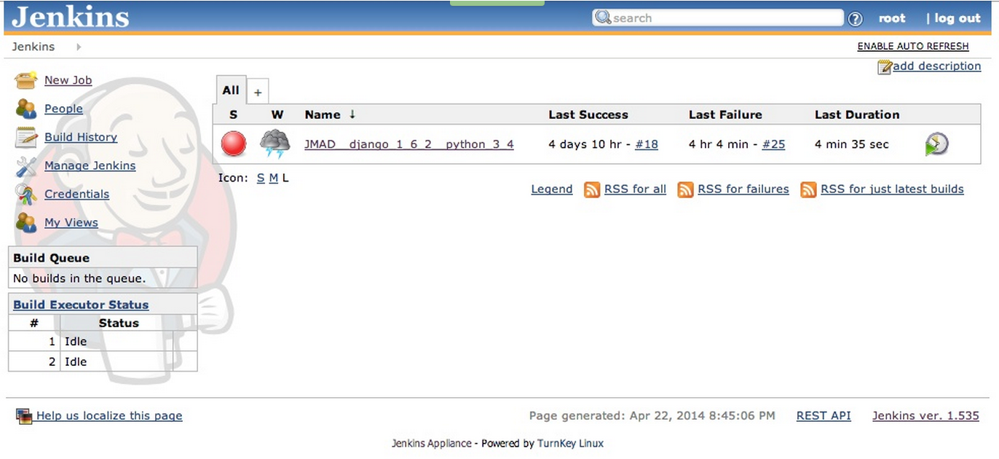 Jenkins
search
? root | log out
Jenkins
ENABLE AUTO REFRESH
add description
New Job
People
Build History
Manage Jenkins
Credentials
My Views
All +
S W Name ↓ Last Success Last Failure Last Duration
JMAD__django_1_6_2__python_3_4 4 days 10 hr - #18 4 hr 4 min - #25 4 min 35 sec
Icon: S M L
Legend RSS for all RSS for failures RSS for just latest builds
Build Queue
No builds in the queue.
Build Executor Status
# Status
1 Idle
2 Idle
Help us localize this page
Page generated: Apr 22, 2014 8:45:06 PM REST API Jenkins ver. 1.535
Jenkins Appliance - Powered by TurnKey Linux